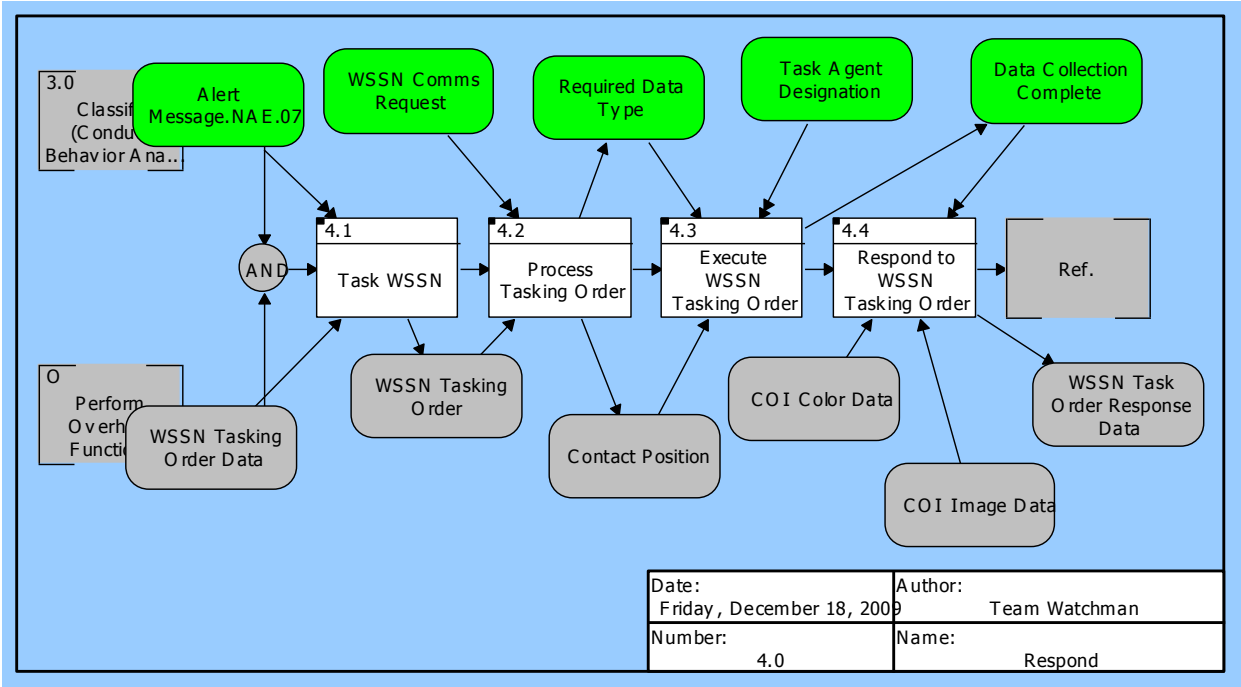 3.0
Classif
(Condu
Behavior Ana...
Alert
Message.NAE.07
WSSN Comms
Request
Required Data
Type
Task Agent
Designation
Data Collection
Complete
AND
4.1
Task WSSN
4.2
Process
Tasking Order
4.3
Execute
WSSN
Tasking Order
4.4
Respond to
WSSN
Tasking Order
Ref.
O
Perform
Overh
Functi
WSSN Tasking
Order Data
WSSN Tasking
Order
Contact Position
COI Color Data
COI Image Data
WSSN Task
Order Response
Data
Date:
Friday, December 18, 2009
Author:
Team Watchman
Number:
4.0
Name:
Respond